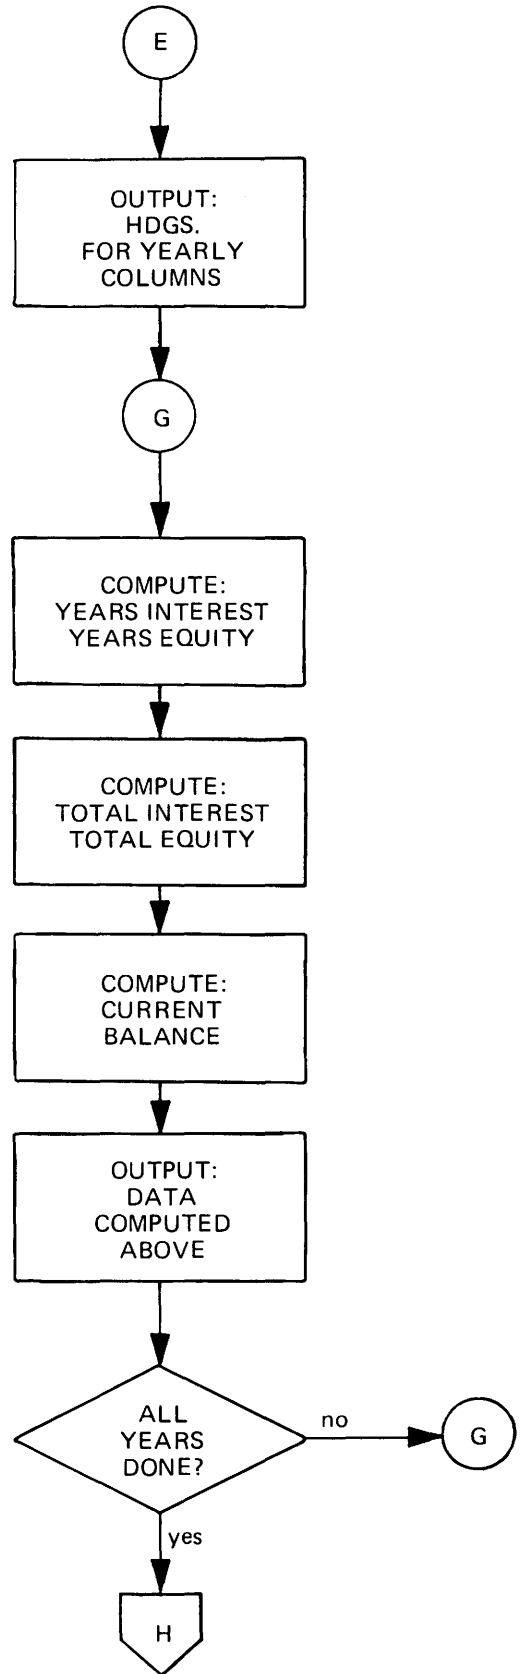 E
OUTPUT:
HDGS.
FOR YEARLY
COLUMNS
G
COMPUTE:
YEARS INTEREST
YEARS EQUITY
COMPUTE:
TOTAL INTEREST
TOTAL EQUITY
COMPUTE:
CURRENT
BALANCE
OUTPUT:
DATA
COMPUTED
ABOVE
ALL
YEARS
DONE?
no
G
yes
H